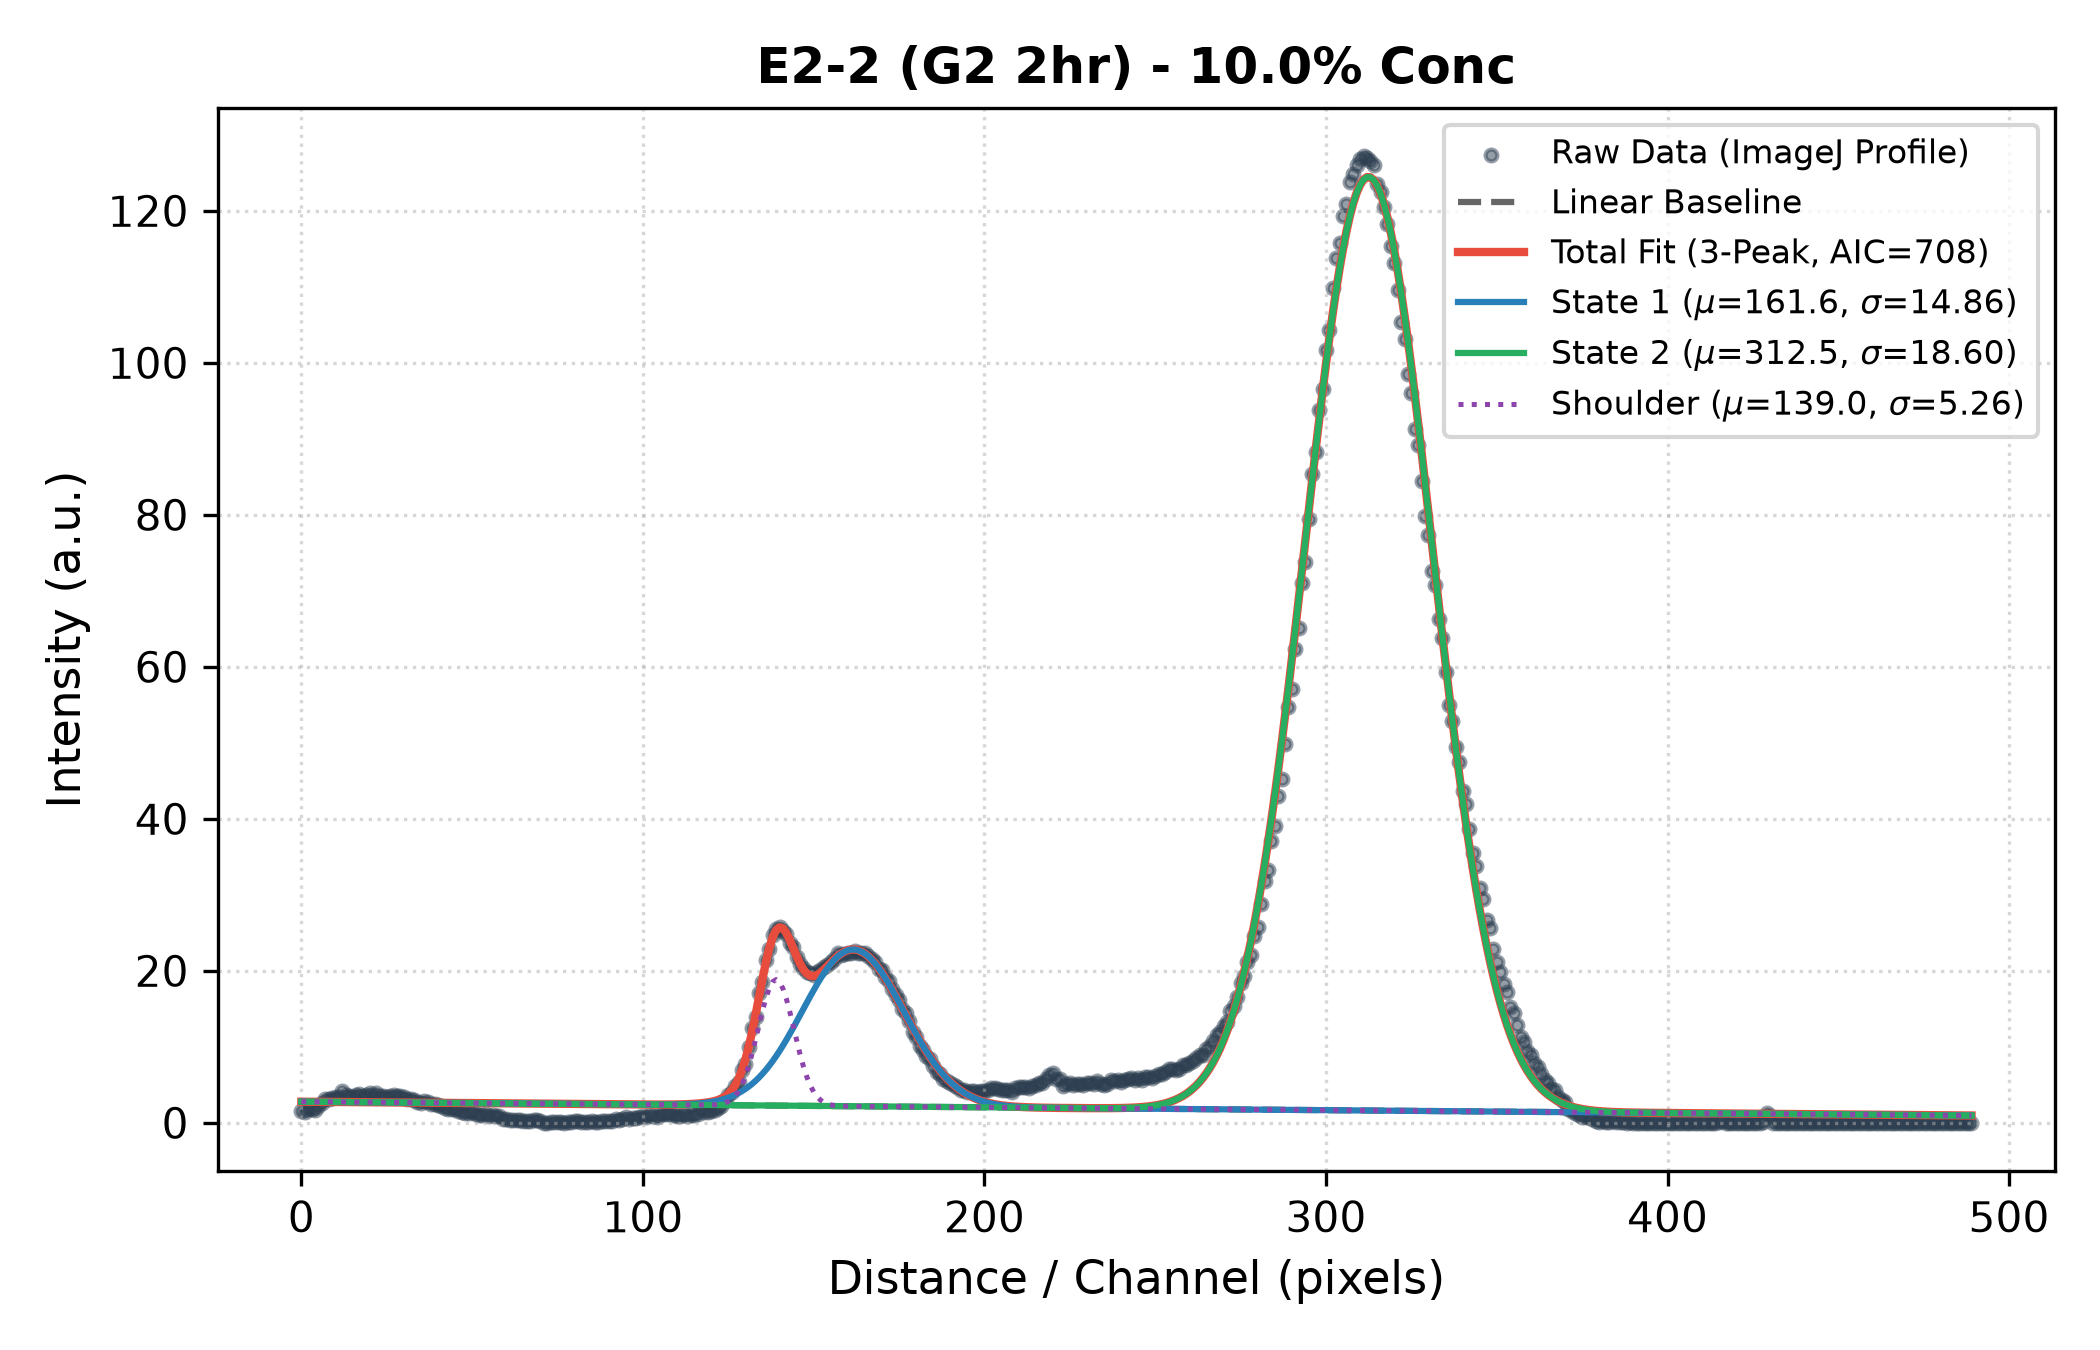 E2-2 (G2 2hr) - 10.0% Conc
Raw Data (ImageJ Profile)
Linear Baseline
Total Fit (3-Peak, AIC=708)
State 1 (μ=161.6, σ=14.86)
State 2 (μ=312.5, σ=18.60)
Shoulder (μ=139.0, σ=5.26)
Intensity (a.u.)
120
100
80
60
40
20
0
0 100 200 300 400 500
Distance / Channel (pixels)